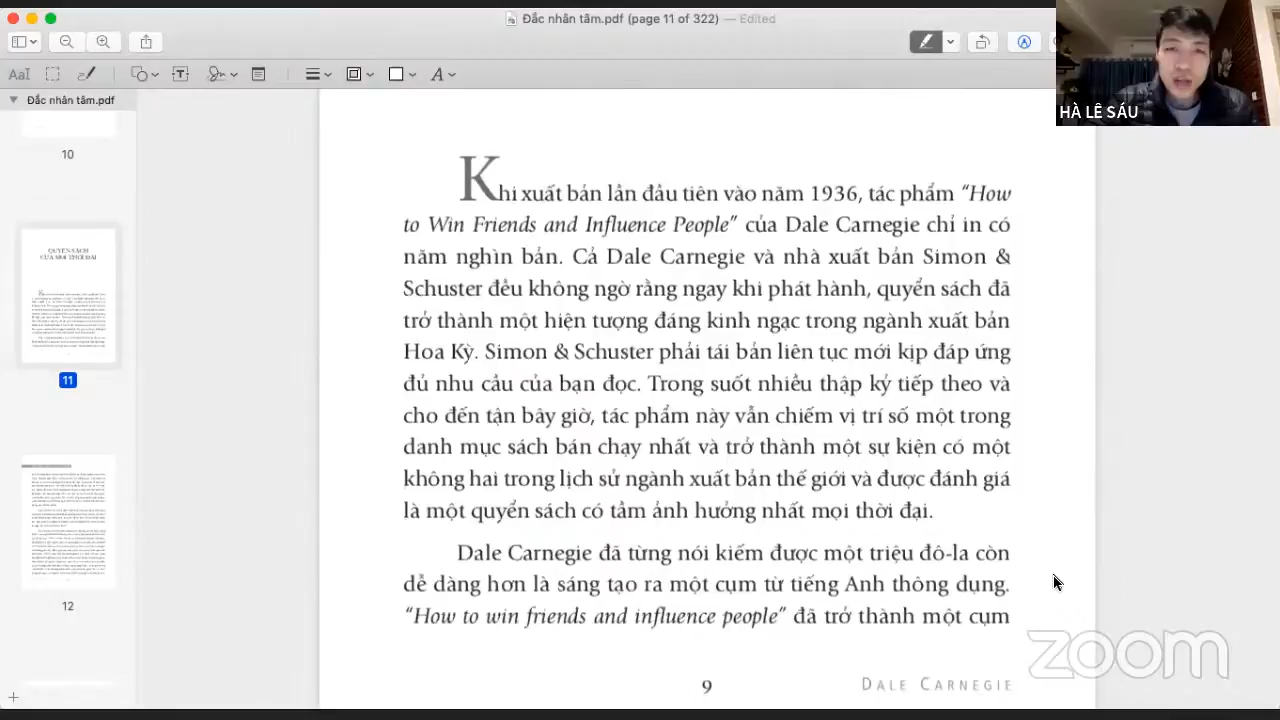 Đắc nhân tâm.pdf (page 11 of 322) — Edited
HÀ LÊ SÁU
Đắc nhân tâm.pdf
10
QUYỂN SÁCH
CỦA MỌI THỜI ĐẠI
11
12
Khi xuất bản lần đầu tiên vào năm 1936, tác phẩm “How
to Win Friends and Influence People” của Dale Carnegie chỉ in có
năm nghìn bản. Cả Dale Carnegie và nhà xuất bản Simon &
Schuster đều không ngờ rằng ngay khi phát hành, quyển sách đã
trở thành một hiện tượng đáng kinh ngạc trong ngành xuất bản
Hoa Kỳ. Simon & Schuster phải tái bản liên tục mới kịp đáp ứng
đủ nhu cầu của bạn đọc. Trong suốt nhiều thập kỷ tiếp theo và
cho đến tận bây giờ, tác phẩm này vẫn chiếm vị trí số một trong
danh mục sách bán chạy nhất và trở thành một sự kiện có một
không hai trong lịch sử ngành xuất bản thế giới và được đánh giá
là một quyển sách có tầm ảnh hưởng nhất mọi thời đại.
Dale Carnegie đã từng nói kiếm được một triệu đô-la còn
dễ dàng hơn là sáng tạo ra một cụm từ tiếng Anh thông dụng.
“How to win friends and influence people” đã trở thành một cụm
9
DALE CARNEGIE
zoom